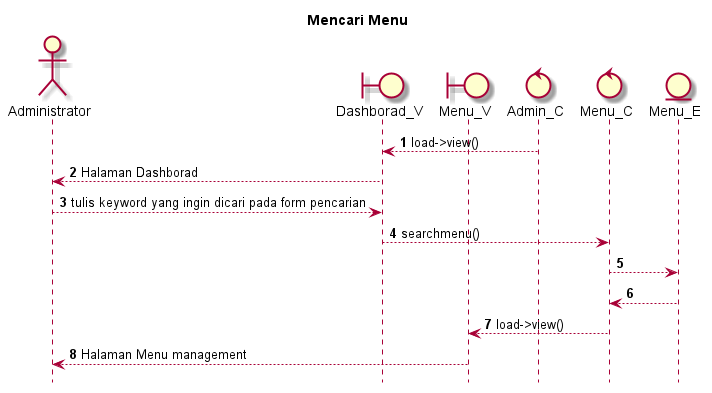 Mencari Menu
Administrator
Dashborad_V
Menu_V
Admin_C
Menu_C
Menu_E
1 load->view()
2 Halaman Dashborad
3 tulis keyword yang ingin dicari pada form pencarian
4 searchmenu()
5
6
7 load->view()
8 Halaman Menu management